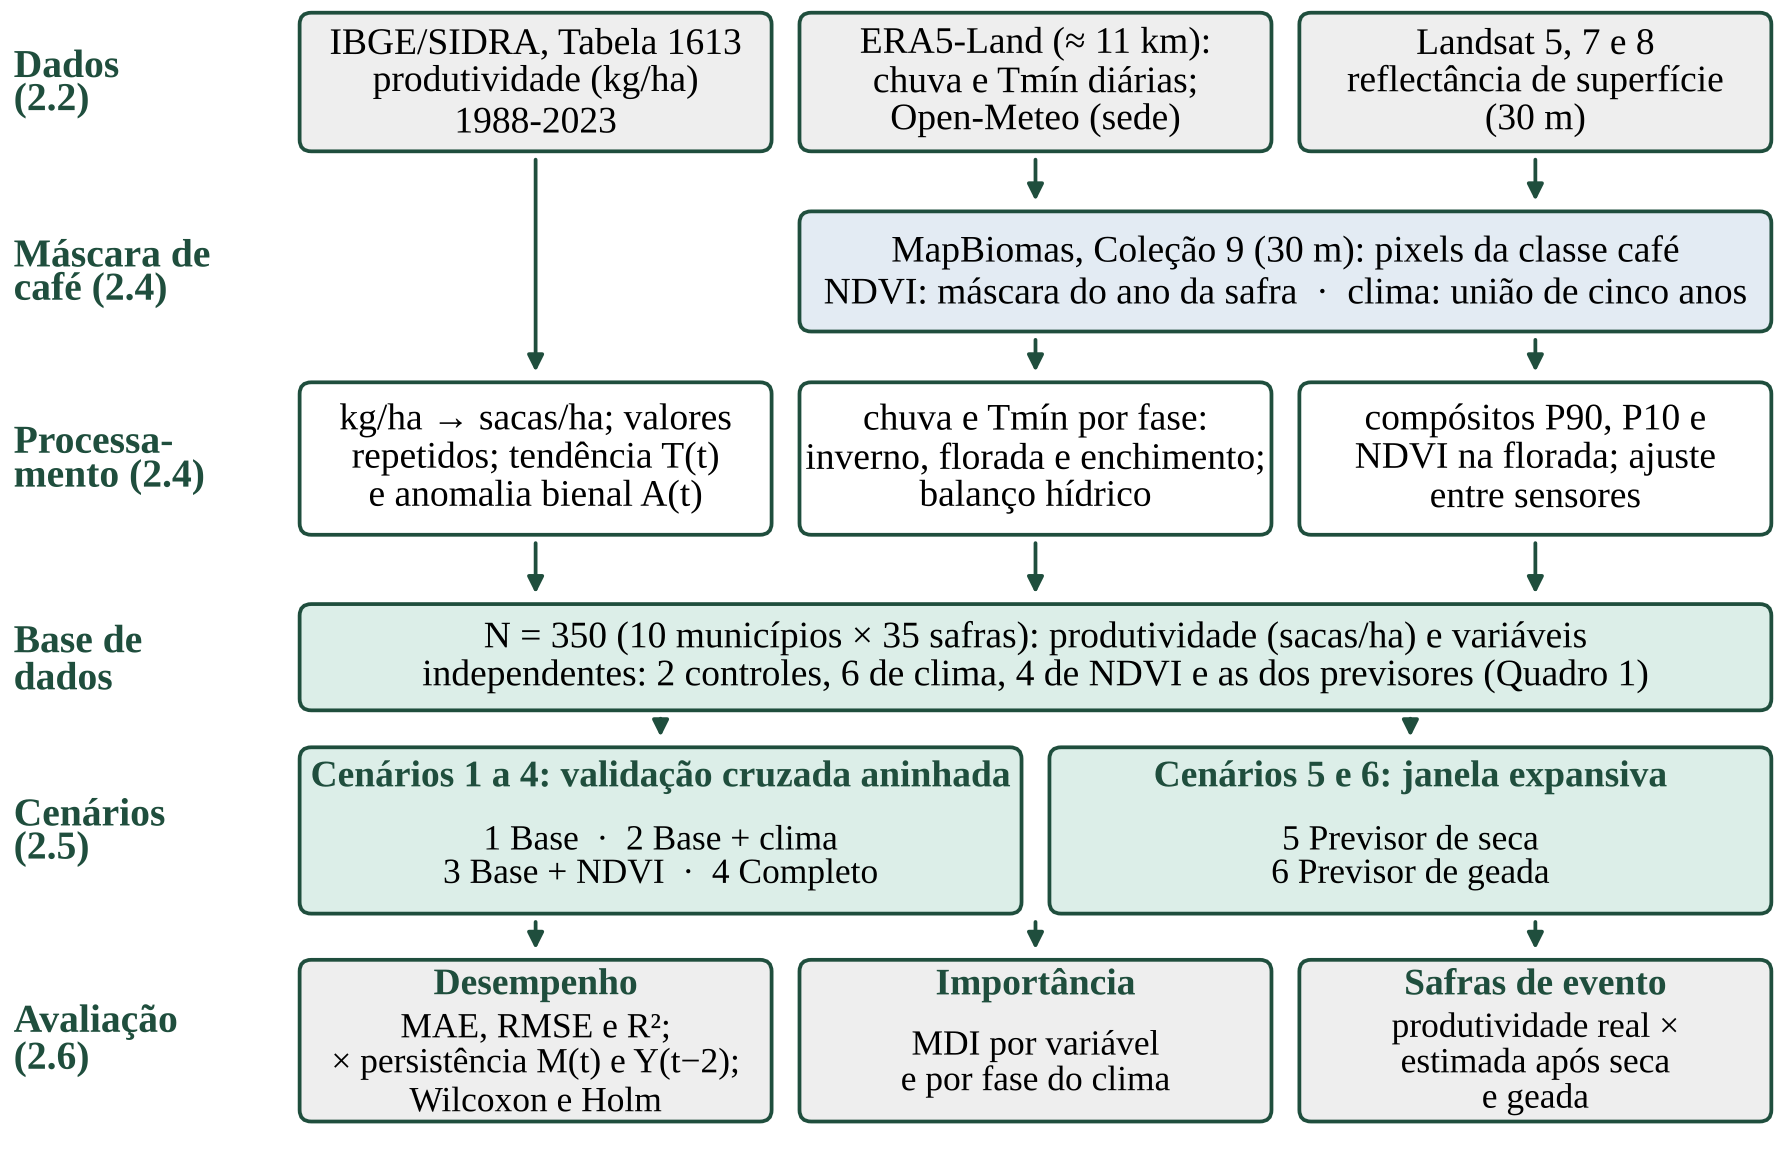 Dados
(2.2)
IBGE/SIDRA, Tabela 1613
produtividade (kg/ha)
1988-2023
ERA5-Land (≈ 11 km):
chuva e Tmín diárias;
Open-Meteo (sede)
Landsat 5, 7 e 8
reflectância de superfície
(30 m)
Máscara de
café (2.4)
MapBiomas, Coleção 9 (30 m): pixels da classe café
NDVI: máscara do ano da safra · clima: união de cinco anos
Processa-
mento (2.4)
kg/ha → sacas/ha; valores
repetidos; tendência T(t)
e anomalia bienal A(t)
chuva e Tmín por fase:
inverno, florada e enchimento;
balanço hídrico
compósitos P90, P10 e
NDVI na florada; ajuste
entre sensores
Base de
dados
N = 350 (10 municípios × 35 safras): produtividade (sacas/ha) e variáveis
independentes: 2 controles, 6 de clima, 4 de NDVI e as dos previsores (Quadro 1)
Cenários
(2.5)
Cenários 1 a 4: validação cruzada aninhada
1 Base · 2 Base + clima
3 Base + NDVI · 4 Completo
Cenários 5 e 6: janela expansiva
5 Previsor de seca
6 Previsor de geada
Avaliação
(2.6)
Desempenho
MAE, RMSE e R²;
× persistência M(t) e Y(t−2);
Wilcoxon e Holm
Importância
MDI por variável
e por fase do clima
Safras de evento
produtividade real ×
estimada após seca
e geada